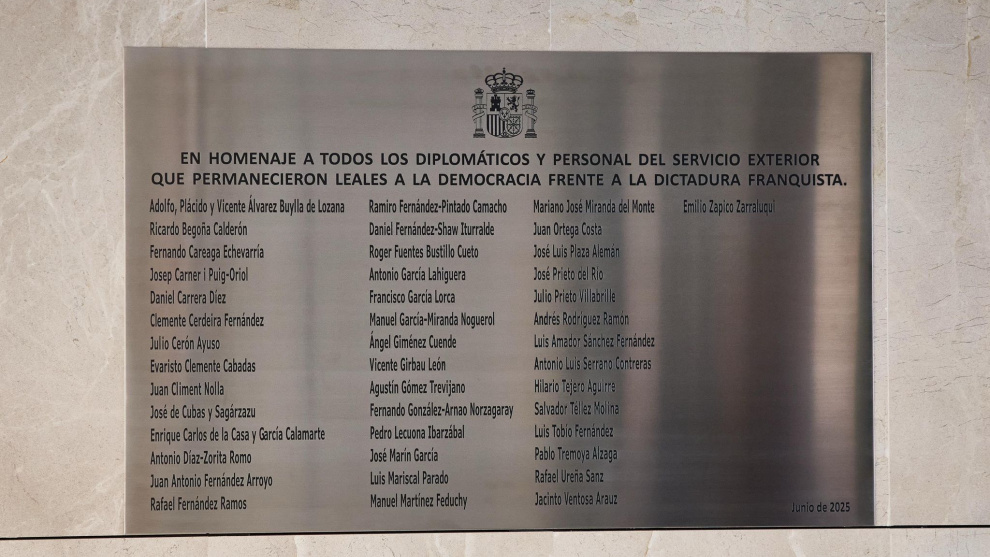 EN HOMENAJE A TODOS LOS DIPLOMÁTICOS Y PERSONAL DEL SERVICIO EXTERIOR
QUE PERMANECIERON LEALES A LA DEMOCRACIA FRENTE A LA DICTADURA FRANQUISTA.
Adolfo, Plácido y Vicente Álvarez Buylla de Lozana
Ricardo Begoña Calderón
Fernando Careaga Echevarría
Josep Carner i Puig-Oriol
Daniel Carrera Díez
Clemente Cerdeira Fernández
Julio Cerón Ayuso
Evaristo Clemente Cabadas
Juan Climent Nolla
José de Cubas y Sagárzazu
Enrique Carlos de la Casa y García Calamarte
Antonio Díaz-Zorita Romo
Juan Antonio Fernández Arroyo
Rafael Fernández Ramos
Ramiro Fernández-Pintado Camacho
Daniel Fernández-Shaw Iturralde
Roger Fuentes Bustillo Cueto
Antonio García Lahiguera
Francisco García Lorca
Manuel García-Miranda Noguerol
Ángel Giménez Cuende
Vicente Girbau León
Agustín Gómez Trevijano
Fernando González-Arnao Norzagaray
Pedro Lecuona Ibarzábal
José Marín García
Luis Mariscal Parado
Manuel Martínez Feduchy
Mariano José Miranda del Monte
Juan Ortega Costa
José Luis Plaza Alemán
José Prieto del Río
Julio Prieto Villabrille
Andrés Rodríguez Ramón
Luis Amador Sánchez Fernández
Antonio Luis Serrano Contreras
Hilario Tejero Aguirre
Salvador Téllez Molina
Luis Tobío Fernández
Pablo Tremoya Alzaga
Rafael Ureña Sanz
Jacinto Ventosa Arauz
Emilio Zapico Zarraluqui
Junio de 2025